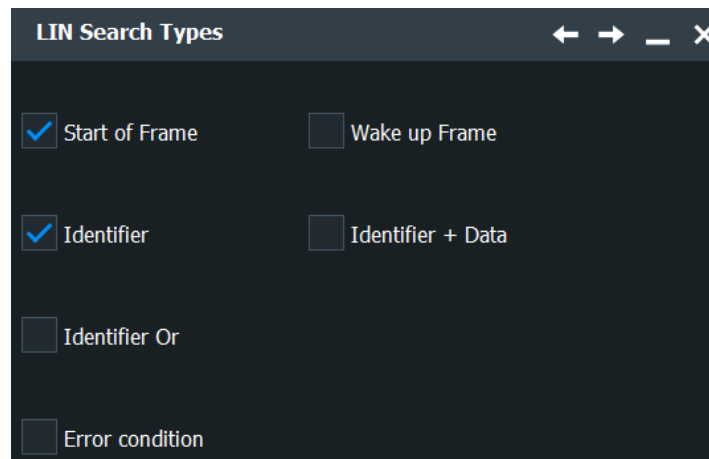 LIN Search Types
Start of Frame
Wake up Frame
Identifier
Identifier + Data
Identifier Or
Error condition